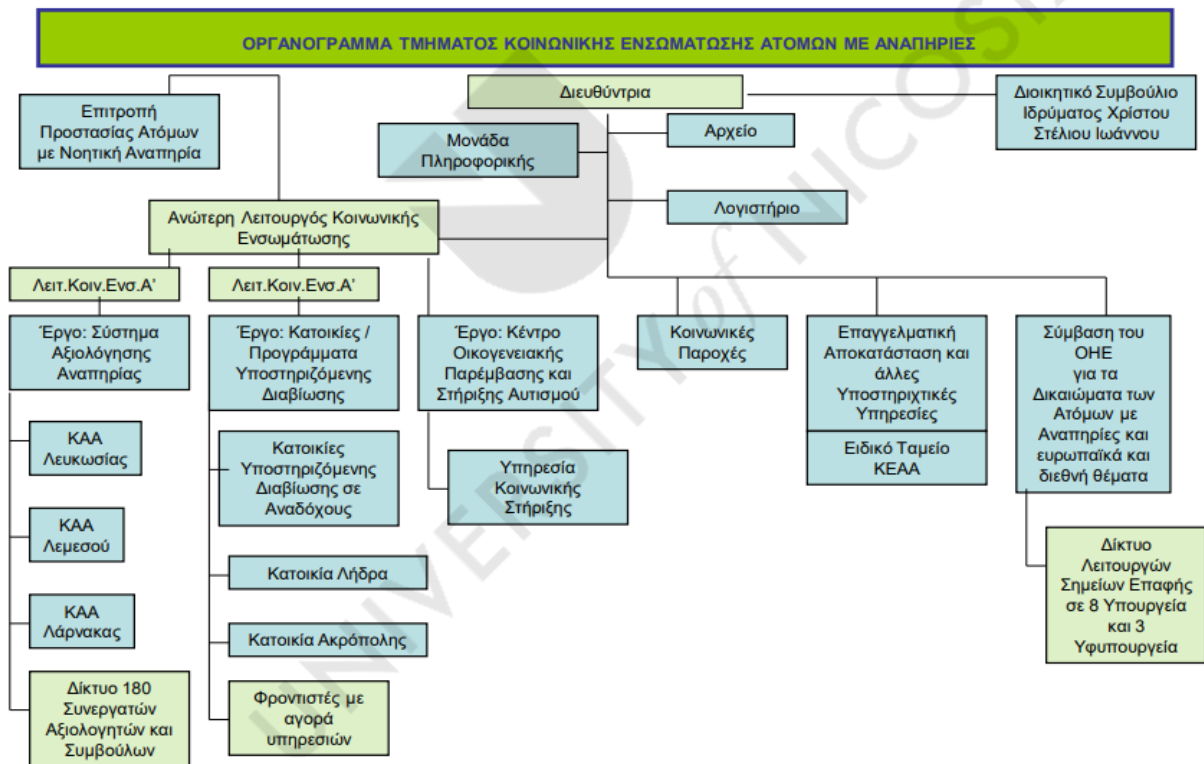 ΟΡΓΑΝΟΓΡΑΜΜΑ ΤΜΗΜΑΤΟΣ ΚΟΙΝΩΝΙΚΗΣ ΕΝΣΩΜΑΤΩΣΗΣ ΑΤΟΜΩΝ ΜΕ ΑΝΑΠΗΡΙΕΣ
Επιτροπή
Προστασίας Ατόμων
με Νοητική Αναπηρία
Διευθύντρια
Διοικητικό Συμβούλιο
Ιδρύματος Χρίστου
Στέλιου Ιωάννου
Μονάδα
Πληροφορικής
Αρχείο
Λογιστήριο
Ανώτερη Λειτουργός Κοινωνικής
Ενσωμάτωσης
Λειτ.Κοιν.Ενσ.Α'
Λειτ.Κοιν.Ενσ.Α'
Έργο: Σύστημα
Αξιολόγησης
Αναπηρίας
Έργο: Κατοικίες /
Προγράμματα
Υποστηριζόμενης
Διαβίωσης
Έργο: Κέντρο
Οικογενειακής
Παρέμβασης και
Στήριξης Αυτισμού
Κοινωνικές
Παροχές
Επαγγελματική
Αποκατάσταση και
άλλες
Υποστηριχτικές
Υπηρεσίες
Ειδικό Ταμείο
ΚΕΑΑ
Σύμβαση του
ΟΗΕ
για τα
Δικαιώματα των
Ατόμων με
Αναπηρίες και
ευρωπαϊκά και
διεθνή θέματα
ΚΑΑ
Λευκωσίας
ΚΑΑ
Λεμεσού
ΚΑΑ
Λάρνακας
Δίκτυο 180
Συνεργατών
Αξιολογητών και
Συμβούλων
Κατοικίες
Υποστηριζόμενης
Διαβίωσης σε
Αναδόχους
Κατοικία Λήδρα
Κατοικία Ακρόπολης
Φροντιστές με
αγορά
υπηρεσιών
Υπηρεσία
Κοινωνικής
Στήριξης
Δίκτυο
Λειτουργών
Σημείων Επαφής
σε 8 Υπουργεία
και 3
Υφυπουργεία
UNIVERSITY of NICOSIA